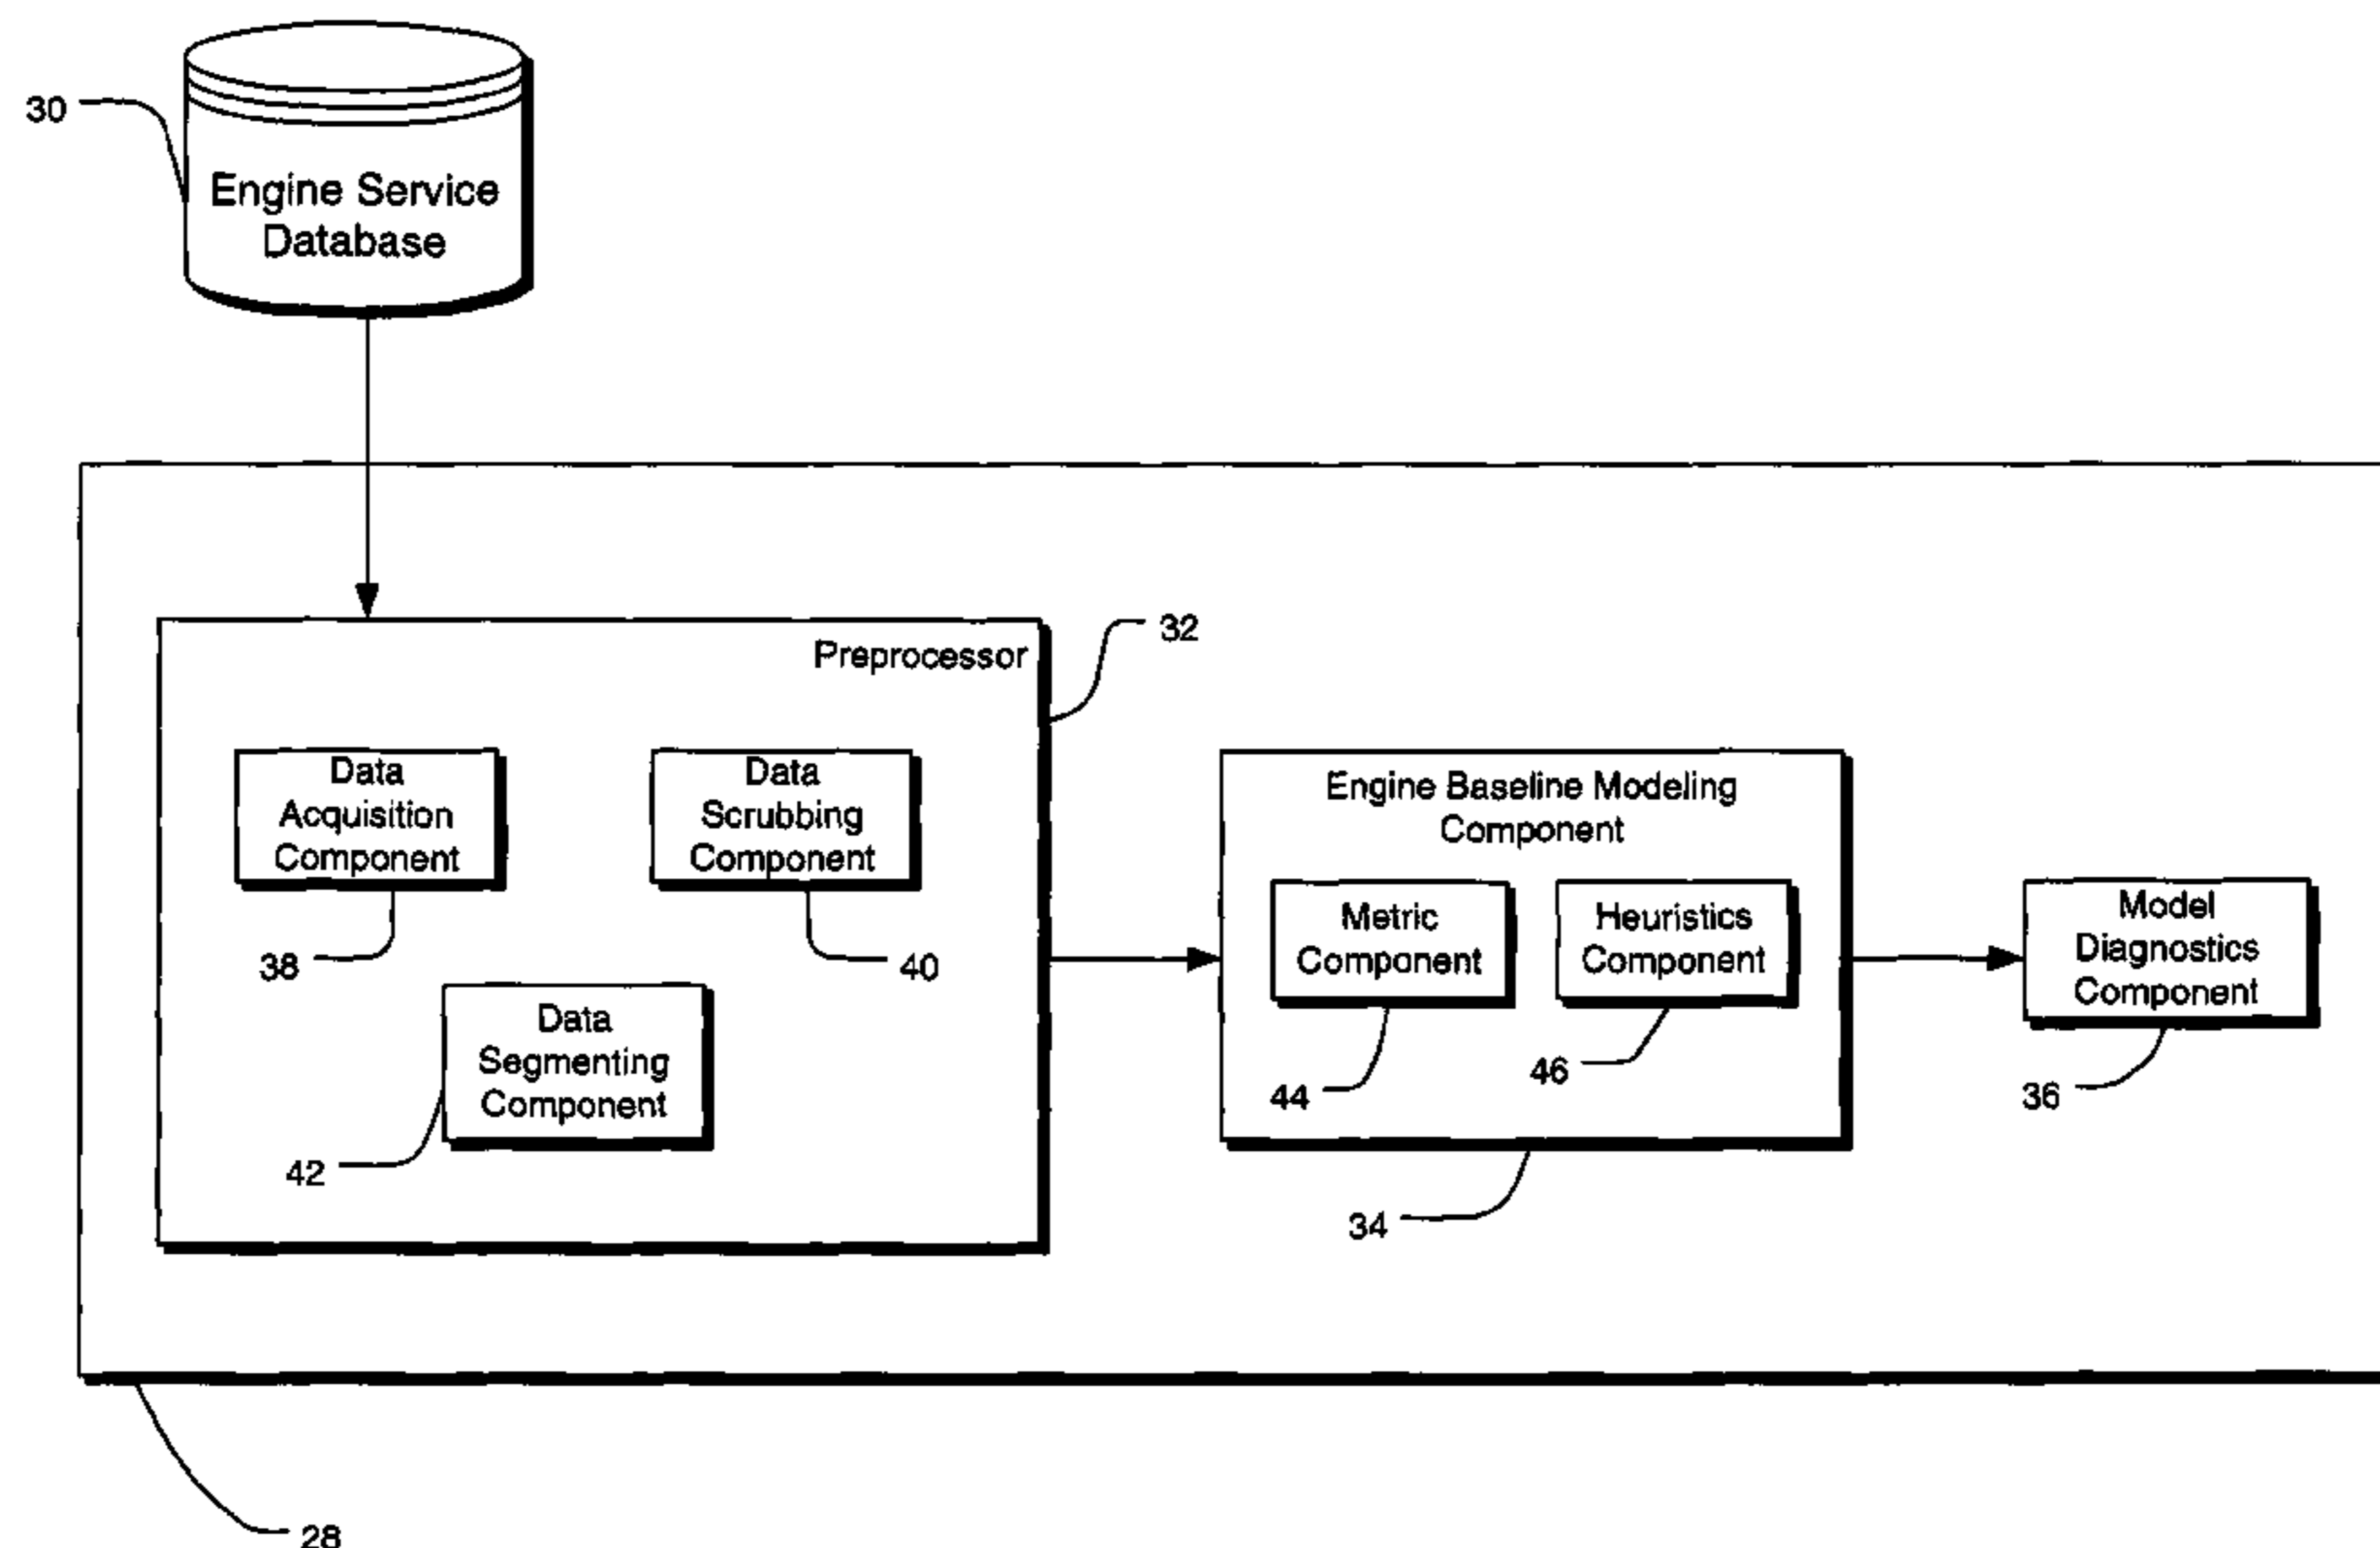 30
Engine Service
Database
32
Preprocessor
Data
Acquisition
Component
38
Data
Scrubbing
Component
40
Data
Segmenting
Component
42
Engine Baseline Modeling
Component
Metric
Component
44
Heuristics
Component
46
34
Model
Diagnostics
Component
36
28